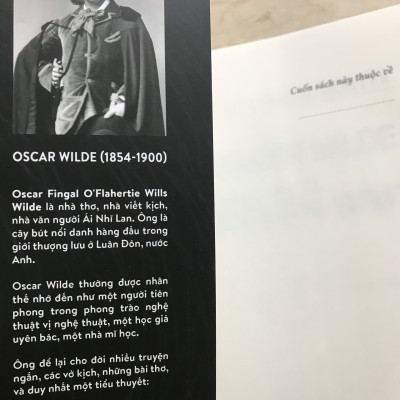 OSCAR WILDE (1854-1900)
Oscar Fingal O'Flahertie Wills
Wilde là nhà thơ, nhà viết kịch,
nhà văn người Ái Nhĩ Lan. Ông là
cây bút nổi danh hàng đầu trong
giới thượng lưu ở Luân Đôn, nước
Anh.
Oscar Wilde thường được nhân
thế nhớ đến như một người tiên
phong trong phong trào nghệ
thuật vị nghệ thuật, một học giả
uyên bác, một nhà mĩ học.
Ông để lại cho đời nhiều truyện
ngắn, các vở kịch, những bài thơ,
và duy nhất một tiểu thuyết:
Cuốn sách này thuộc về